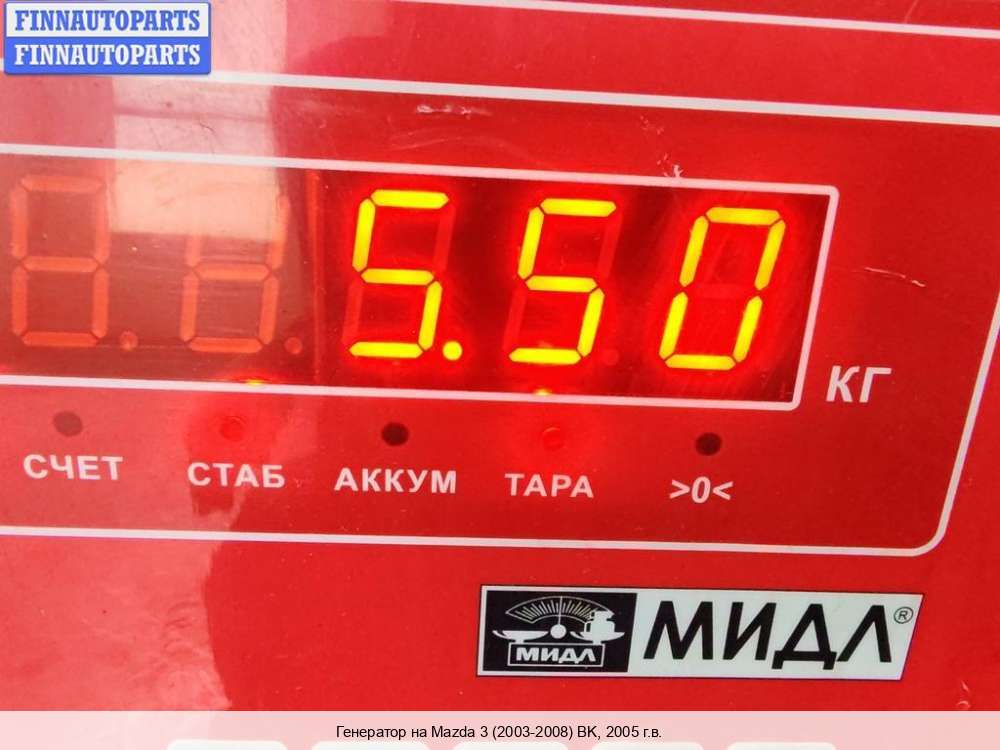 FINNAUTOPARTS
FINNAUTOPARTS
5.50
КГ
СЧЕТ СТАБ АККУМ ТАРА >0<
МИДЛ МИДЛ®
Генератор на Mazda 3 (2003-2008) BK, 2005 г.в.